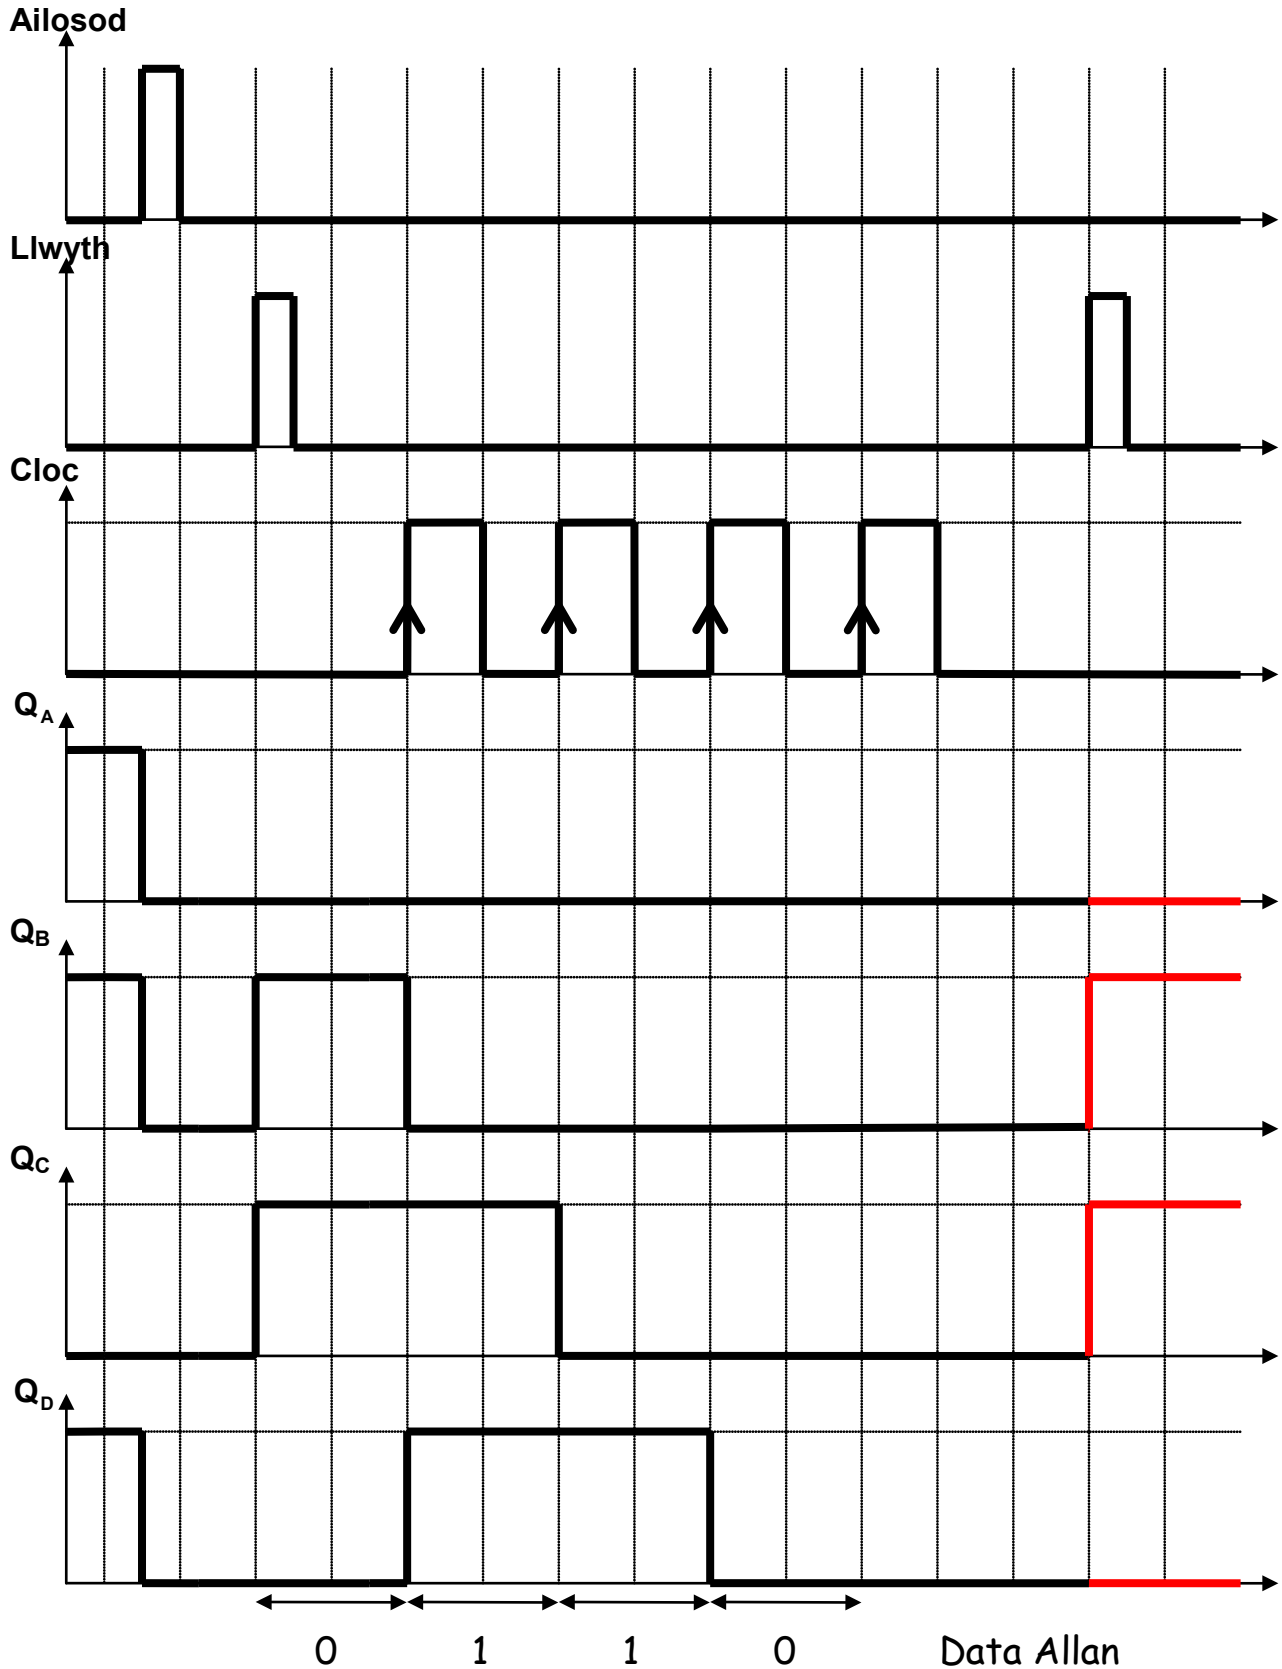 Ailosod
Llwyth
Cloc
QA
QB
QC
QD
0 1 1 0 Data Allan